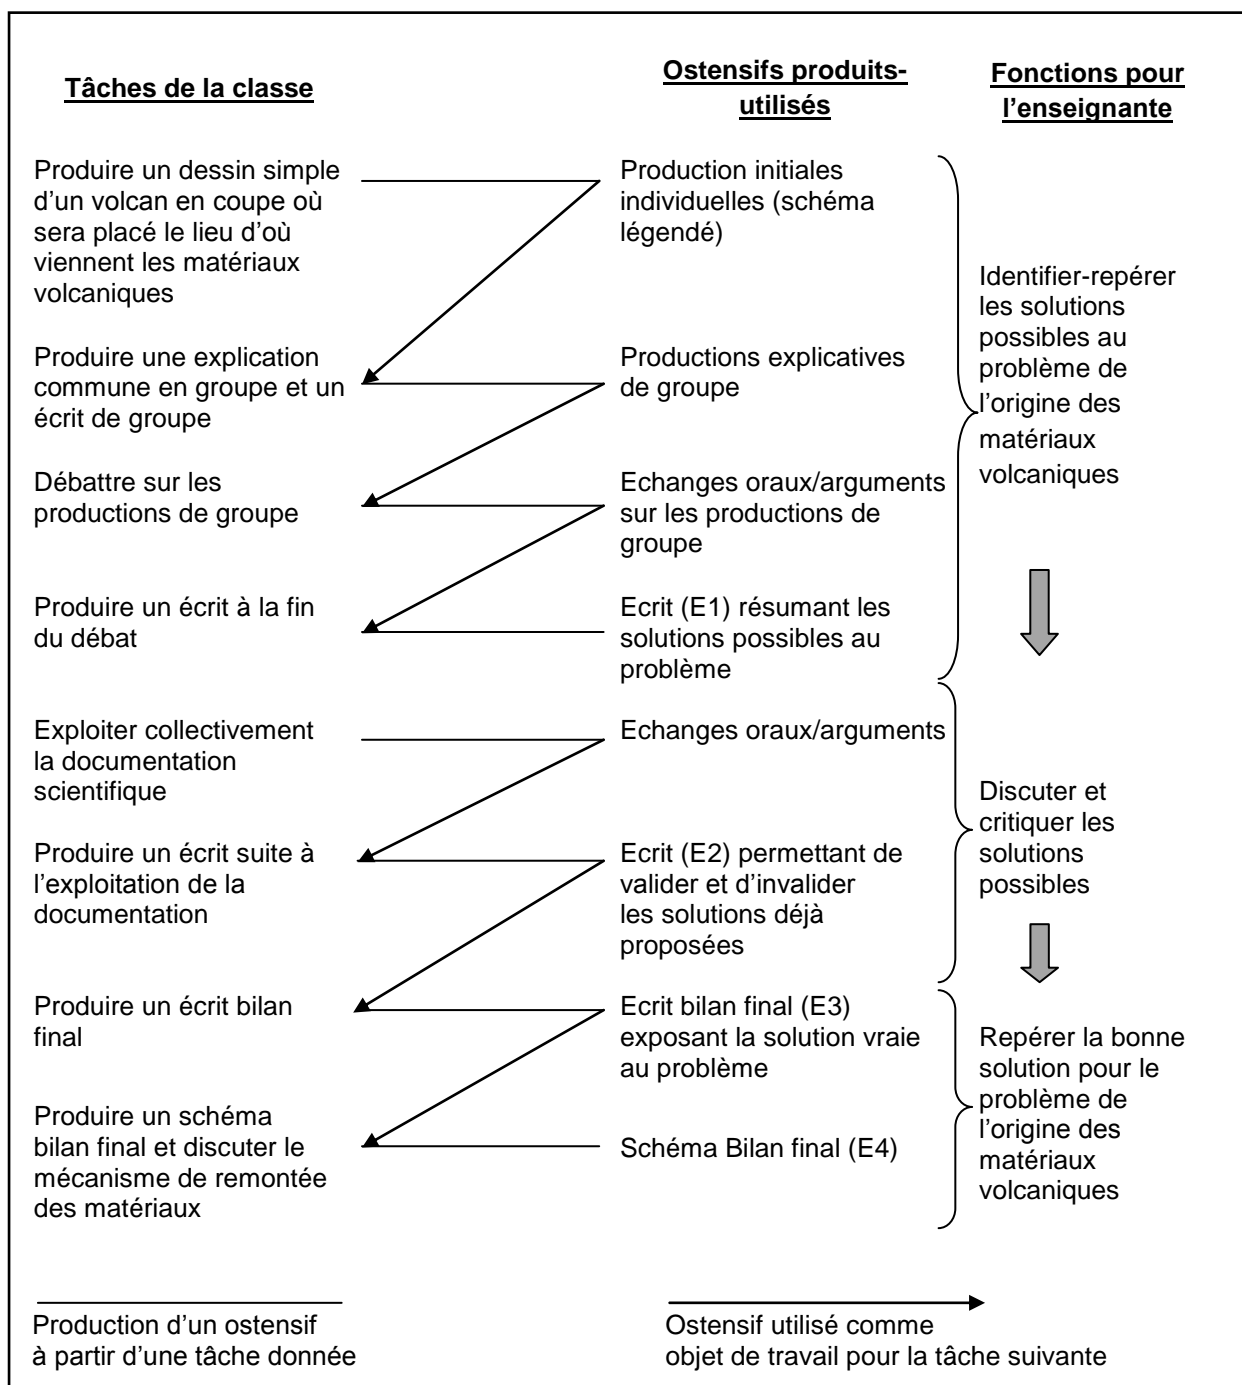 Tâches de la classe
Ostensifs produits-
utilisés
Fonctions pour
l'enseignante
Produire un dessin simple
d'un volcan en coupe où
sera placé le lieu d'où
viennent les matériaux
volcaniques
Production initiales
individuelles (schéma
légendé)
Produire une explication
commune en groupe et un
écrit de groupe
Productions explicatives
de groupe
Débattre sur les
productions de groupe
Echanges oraux/arguments
sur les productions de
groupe
Produire un écrit à la fin
du débat
Ecrit (E1) résumant les
solutions possibles au
problème
Identifier-repérer
les solutions
possibles au
problème de
l'origine des
matériaux
volcaniques
Exploiter collectivement
la documentation
scientifique
Echanges oraux/arguments
Produire un écrit suite à
l'exploitation de la
documentation
Ecrit (E2) permettant de
valider et d'invalider
les solutions déjà
proposées
Discuter et
critiquer les
solutions
possibles
Produire un écrit bilan
final
Ecrit bilan final (E3)
exposant la solution vraie
au problème
Produire un schéma
bilan final et discuter le
mécanisme de remontée
des matériaux
Schéma Bilan final (E4)
Repérer la bonne
solution pour le
problème de
l'origine des
matériaux
volcaniques
Production d'un ostensif
à partir d'une tâche donnée
Ostensif utilisé comme
objet de travail pour la tâche suivante